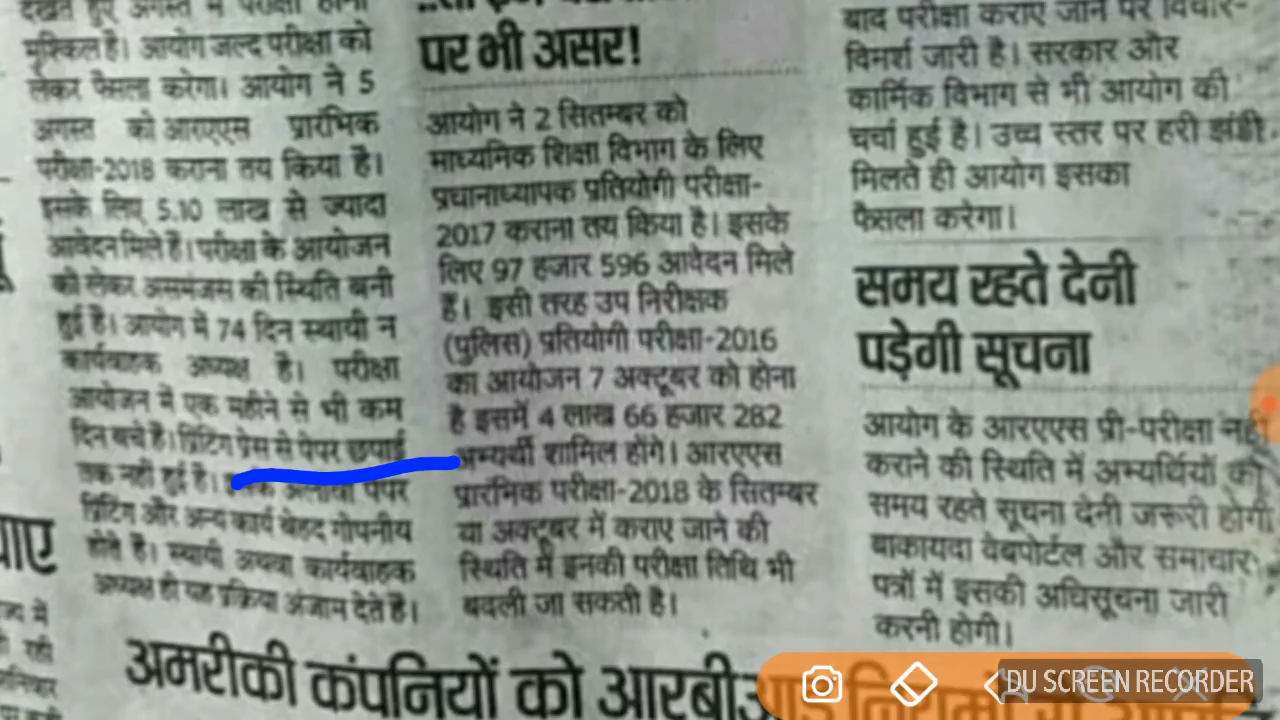 देखते हुए अगस्त में परीक्षा होना
मुश्किल है। आयोग जल्द परीक्षा को
लेकर फैसला करेगा। आयोग ने 5
अगस्त को आरएएस प्रारंभिक
परीक्षा-2018 कराना तय किया है।
इसके लिए 5.10 लाख से ज्यादा
आवेदन मिले हैं। परीक्षा के आयोजन
को लेकर असमंजस की स्थिति बनी
हुई है। आयोग में 74 दिन स्थायी न
कार्यवाहक अध्यक्ष है। परीक्षा
आयोजन में एक महीने से भी कम
दिन बचे हैं। प्रिंटिंग प्रेस से पेपर छपाई
तक नहीं हुई है। अलावा पेपर
प्रिंटिंग और अन्य कार्य बेहद गोपनीय
होते हैं। स्थायी अथवा कार्यवाहक
अध्यक्ष ही यह प्रक्रिया अंजाम देते हैं।
पर भी असर!
आयोग ने 2 सितम्बर को
माध्यमिक शिक्षा विभाग के लिए
प्रधानाध्यापक प्रतियोगी परीक्षा-
2017 कराना तय किया है। इसके
लिए 97 हजार 596 आवेदन मिले
हैं। इसी तरह उप निरीक्षक
(पुलिस) प्रतियोगी परीक्षा-2016
का आयोजन 7 अक्टूबर को होना
है इसमें 4 लाख 66 हजार 282
अभ्यर्थी शामिल होंगे। आरएएस
प्रारंभिक परीक्षा-2018 के सितम्बर
या अक्टूबर में कराए जाने की
स्थिति में इनकी परीक्षा तिथि भी
बदली जा सकती है।
बाद परीक्षा कराए जाने पर विचार-
विमर्श जारी है। सरकार और
कार्मिक विभाग से भी आयोग की
चर्चा हुई है। उच्च स्तर पर हरी झंडी
मिलते ही आयोग इसका
फैसला करेगा।
समय रहते देनी
पड़ेगी सूचना
आयोग के आरएएस प्री-परीक्षा नहीं
कराने की स्थिति में अभ्यर्थियों को
समय रहते सूचना देनी जरूरी होगी
बाकायदा वेबपोर्टल और समाचार
पत्रों में इसकी अधिसूचना जारी
करनी होगी।
अमरीकी कंपनियों को
DU SCREEN RECORDER